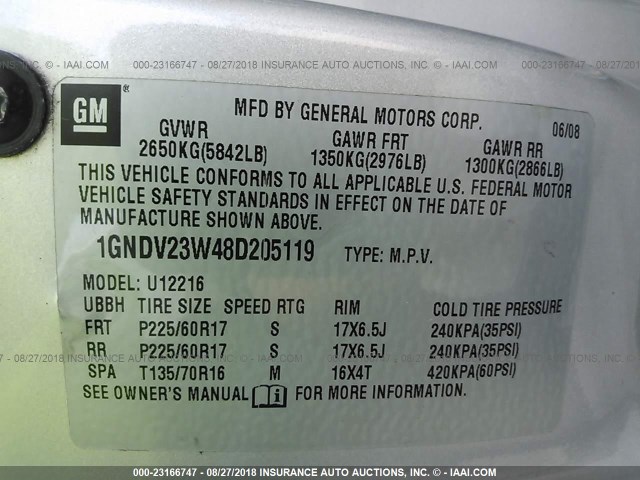 000-23166747 - 08/27/2018 INSURANCE AUTO AUCTIONS, INC. - © IAAI.COM
GM ®
MFD BY GENERAL MOTORS CORP. 06/08
GVWR GAWR FRT GAWR RR
2650KG(5842LB) 1350KG(2976LB) 1300KG(2866LB)
THIS VEHICLE CONFORMS TO ALL APPLICABLE U.S. FEDERAL MOTOR
VEHICLE SAFETY STANDARDS IN EFFECT ON THE DATE OF
MANUFACTURE SHOWN ABOVE.
1GNDV23W48D205119 TYPE: M.P.V.
MODEL: U12216
UBBH TIRE SIZE SPEED RTG RIM COLD TIRE PRESSURE
FRT P225/60R17 S 17X6.5J 240KPA(35PSI)
RR P225/60R17 S 17X6.5J 240KPA(35PSI)
SPA T135/70R16 M 16X4T 420KPA(60PSI)
SEE OWNER'S MANUAL FOR MORE INFORMATION.
000-23166747 - 08/27/2018 INSURANCE AUTO AUCTIONS, INC. - © IAAI.COM